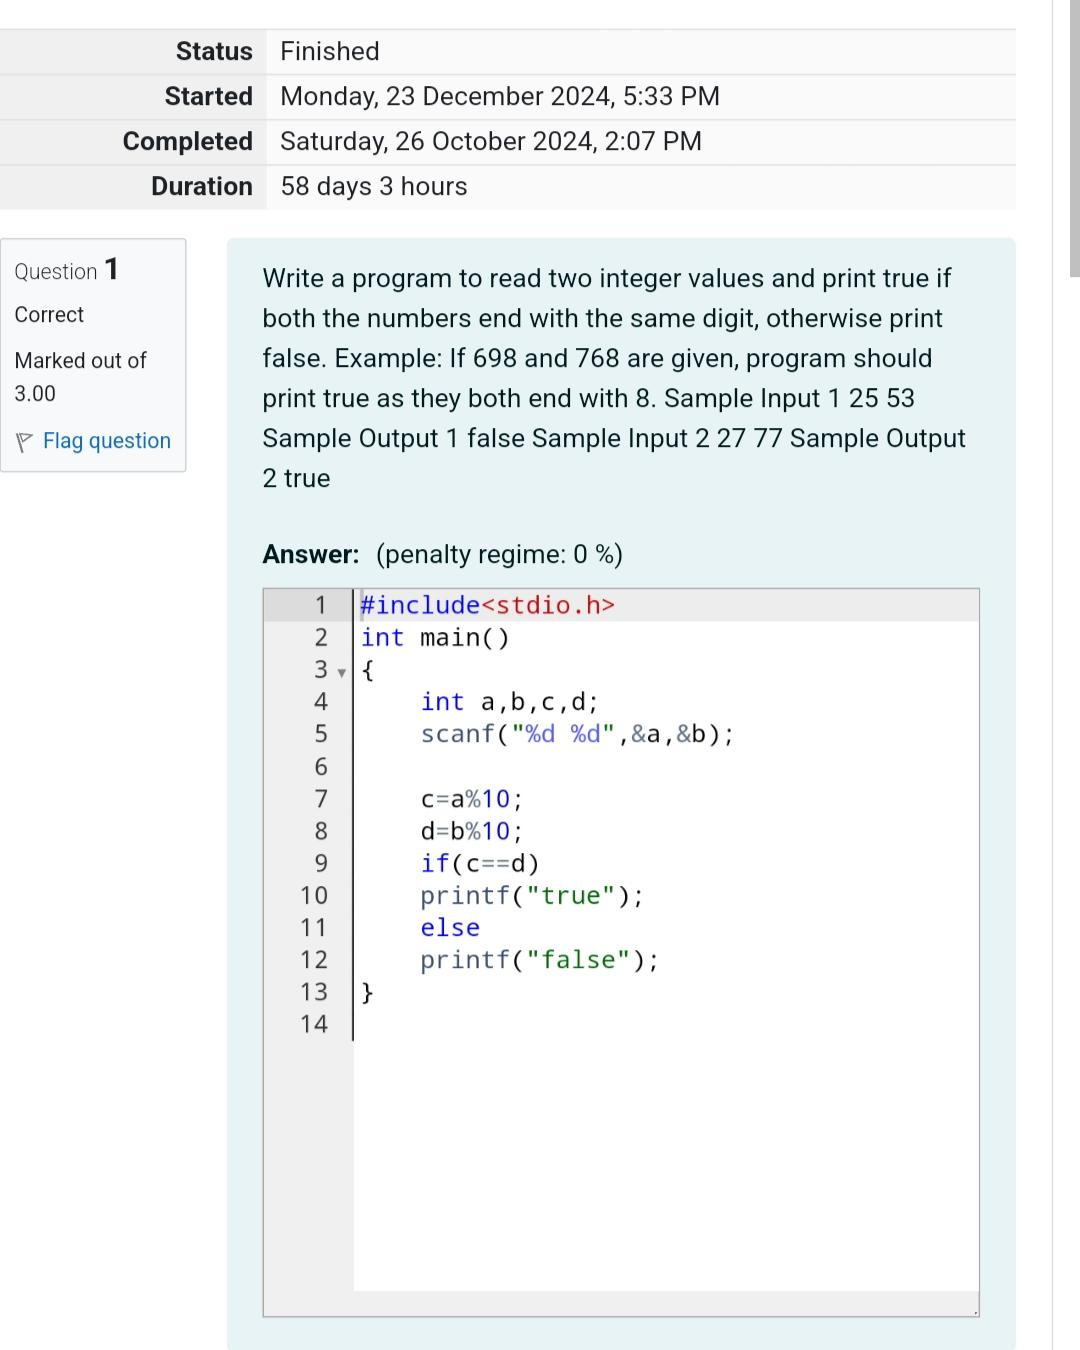 Status Finished
Started Monday, 23 December 2024, 5:33 PM
Completed Saturday, 26 October 2024, 2:07 PM
Duration 58 days 3 hours
Question 1
Correct
Marked out of
3.00
Flag question
Write a program to read two integer values and print true if
both the numbers end with the same digit, otherwise print
false. Example: If 698 and 768 are given, program should
print true as they both end with 8. Sample Input 1 25 53
Sample Output 1 false Sample Input 2 27 77 Sample Output
2 true
Answer: (penalty regime: 0 %)
1 #include<stdio.h>
2 int main()
3 {
4 int a,b,c,d;
5 scanf("%d %d",&a,&b);
6
7 c=a%10;
8 d=b%10;
9 if(c==d)
10 printf("true");
11 else
12 printf("false");
13 }
14